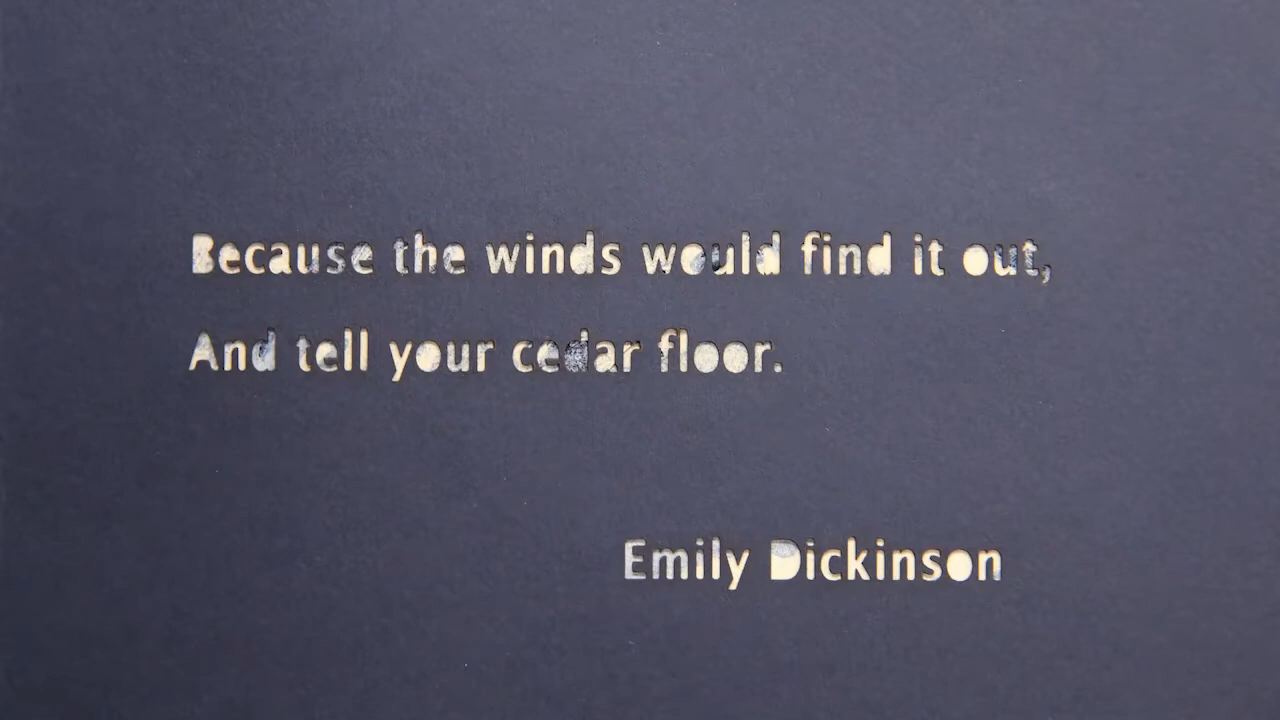 Because the winds would find it out,
And tell your cedar floor.
Emily Dickinson